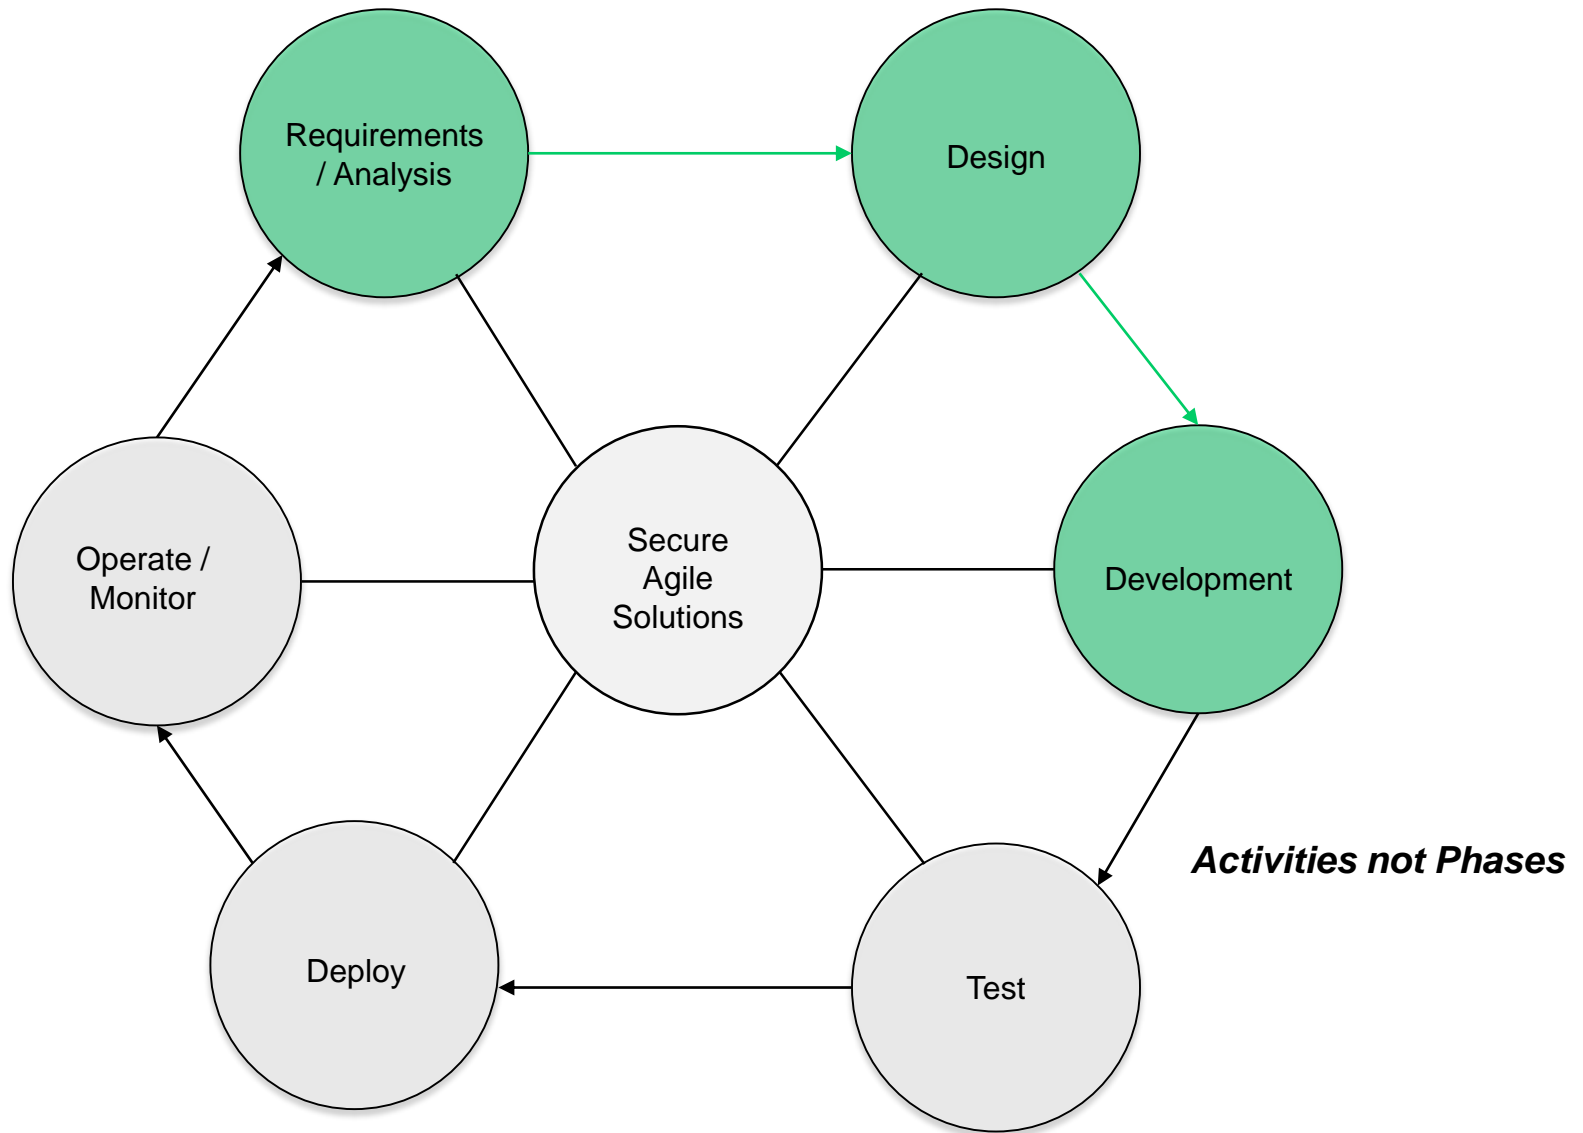 Requirements
/ Analysis
Design
Operate /
Monitor
Secure
Agile
Solutions
Development
Activities not Phases
Deploy
Test